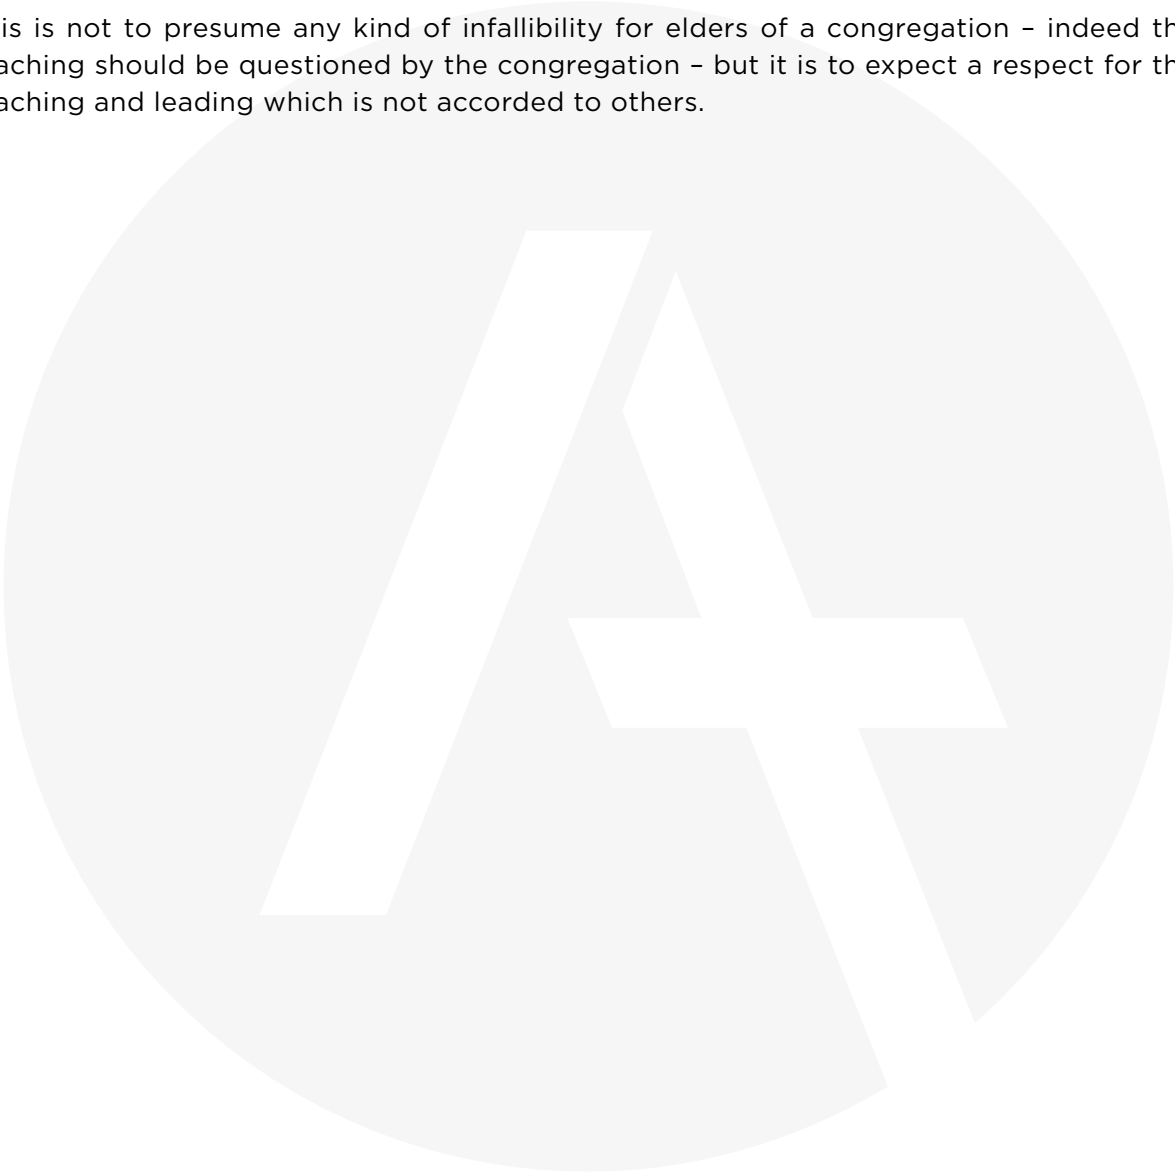 is is not to presume any kind of infallibility for elders of a congregation – indeed th
aching should be questioned by the congregation – but it is to expect a respect for th
aching and leading which is not accorded to others.